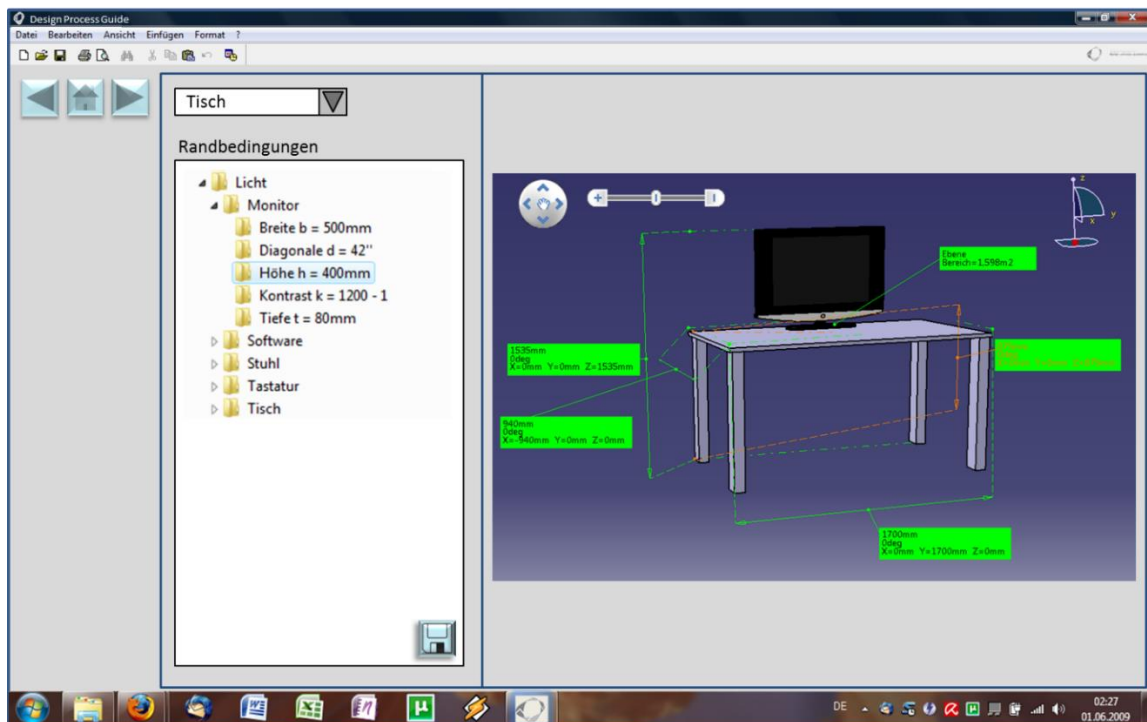 Design Process Guide
Datei Bearbeiten Ansicht Einfügen Format ?
Tisch
Randbedingungen
Licht
Monitor
Breite b = 500mm
Diagonale d = 42''
Höhe h = 400mm
Kontrast k = 1200 - 1
Tiefe t = 80mm
Software
Stuhl
Tastatur
Tisch
z
y
x
Ebene
Bereich=1,598m2
1535mm
0deg
X=0mm Y=0mm Z=1535mm
940mm
0deg
X=-940mm Y=0mm Z=0mm
1700mm
0deg
X=0mm Y=1700mm Z=0mm
DE
02:27
01.06.2009